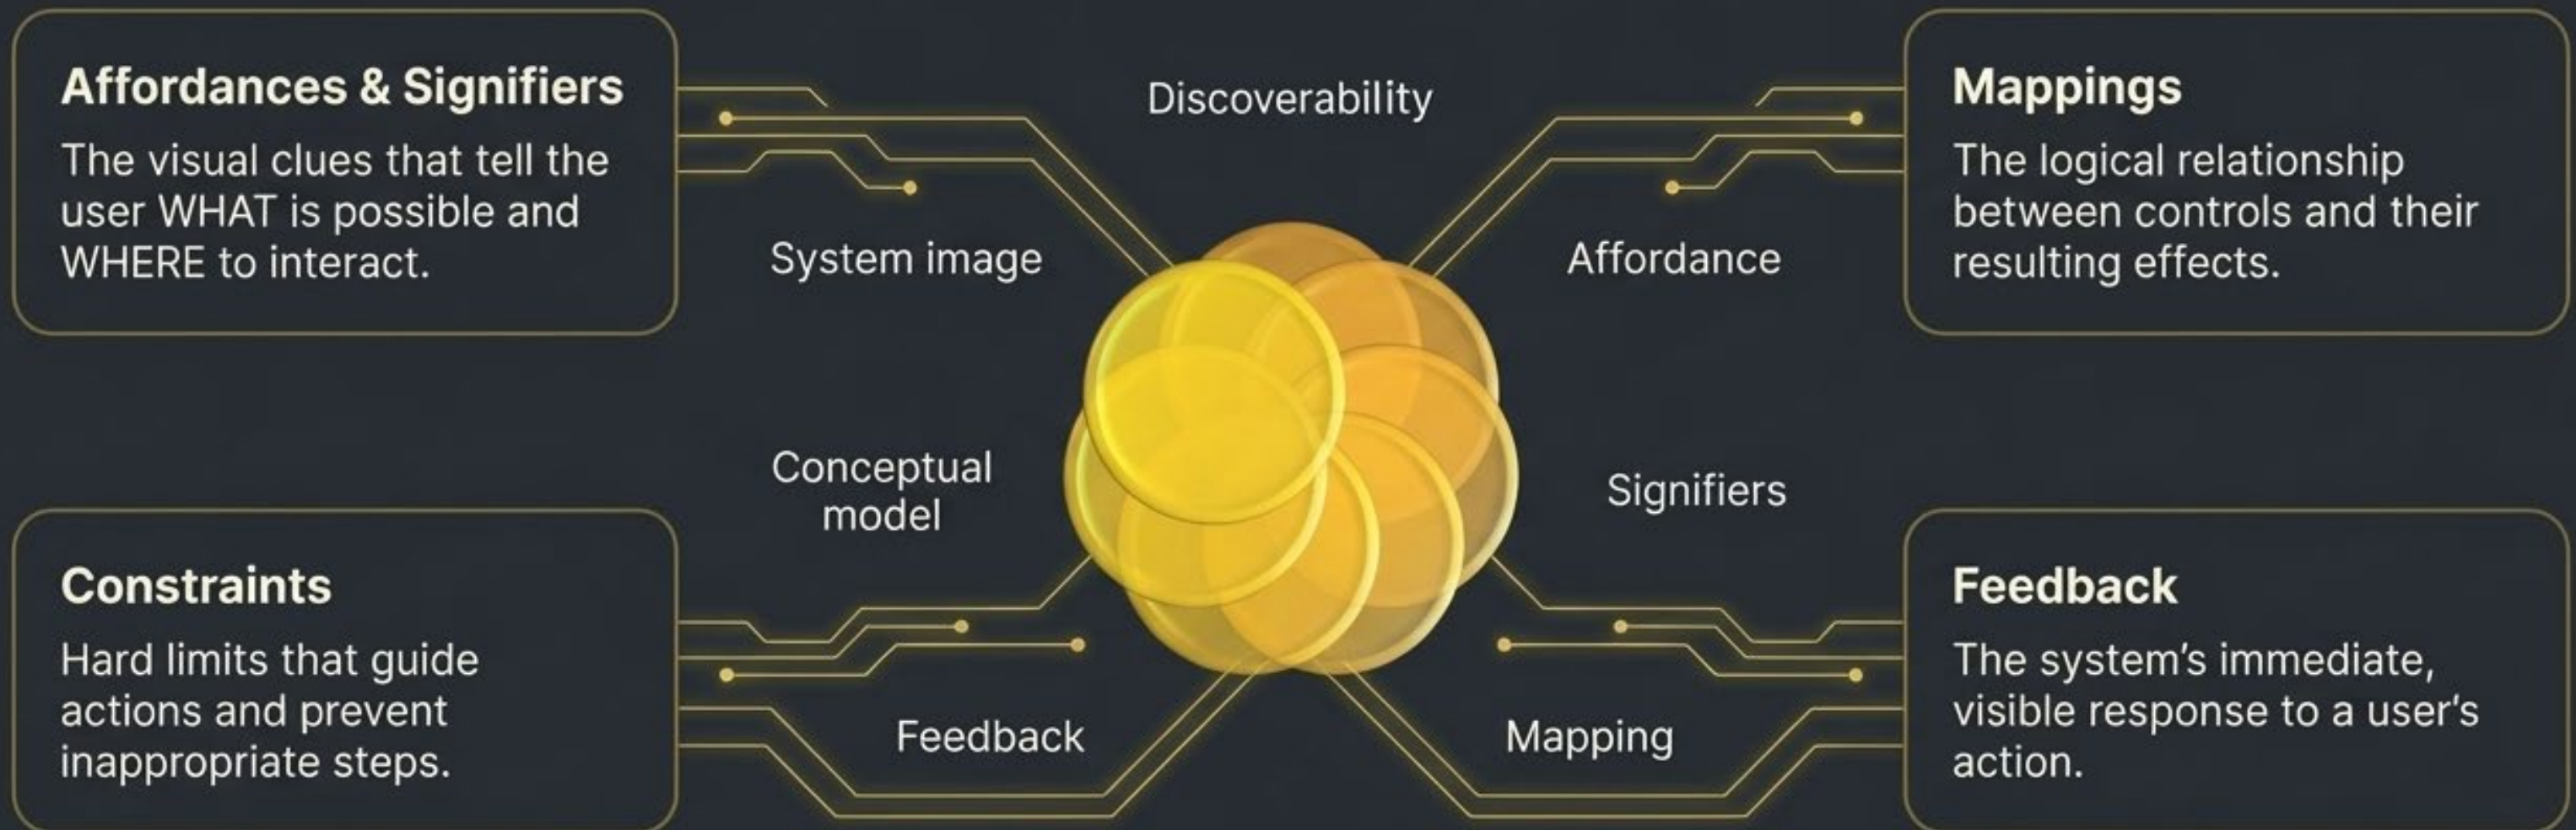 Affordances & Signifiers
The visual clues that tell the
user WHAT is possible and
WHERE to interact.
Discoverability
System image
Affordance
Mappings
The logical relationship
between controls and their
resulting effects.
Conceptual
model
Signifiers
Constraints
Hard limits that guide
actions and prevent
inappropriate steps.
Feedback
Mapping
Feedback
The system's immediate,
visible response to a user's
action.